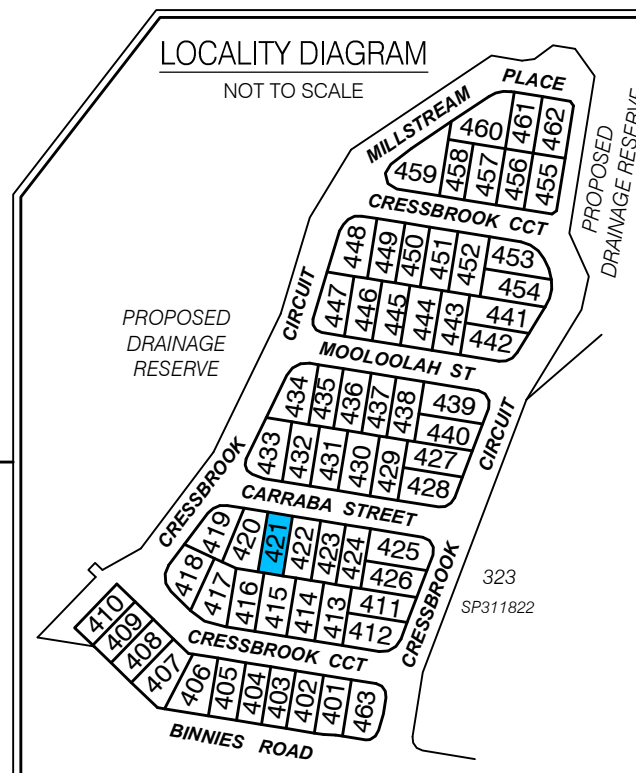 LOCALITY DIAGRAM
NOT TO SCALE
MILLSTREAM PLACE
460 461 462
459 458 457 456 455
PROPOSED
DRAINAGE RESERVE
CRESSBROOK CCT
448 449 450 451 452 453
454
447 446 445 444 443 441
442
CIRCUIT
PROPOSED
DRAINAGE
RESERVE
MOOLOOLAH ST
434 435 436 437 438 439
440
433 432 431 430 429 427
428
CIRCUIT
CRESSBROOK
CARRABA STREET
419 420 421 422 423 424 425
426
418 417 416 415 414 413 411
412
CRESSBROOK
323
SP311822
CRESSBROOK CCT
410 409 408 407 406 405 404 403 402 401 463
BINNIES ROAD